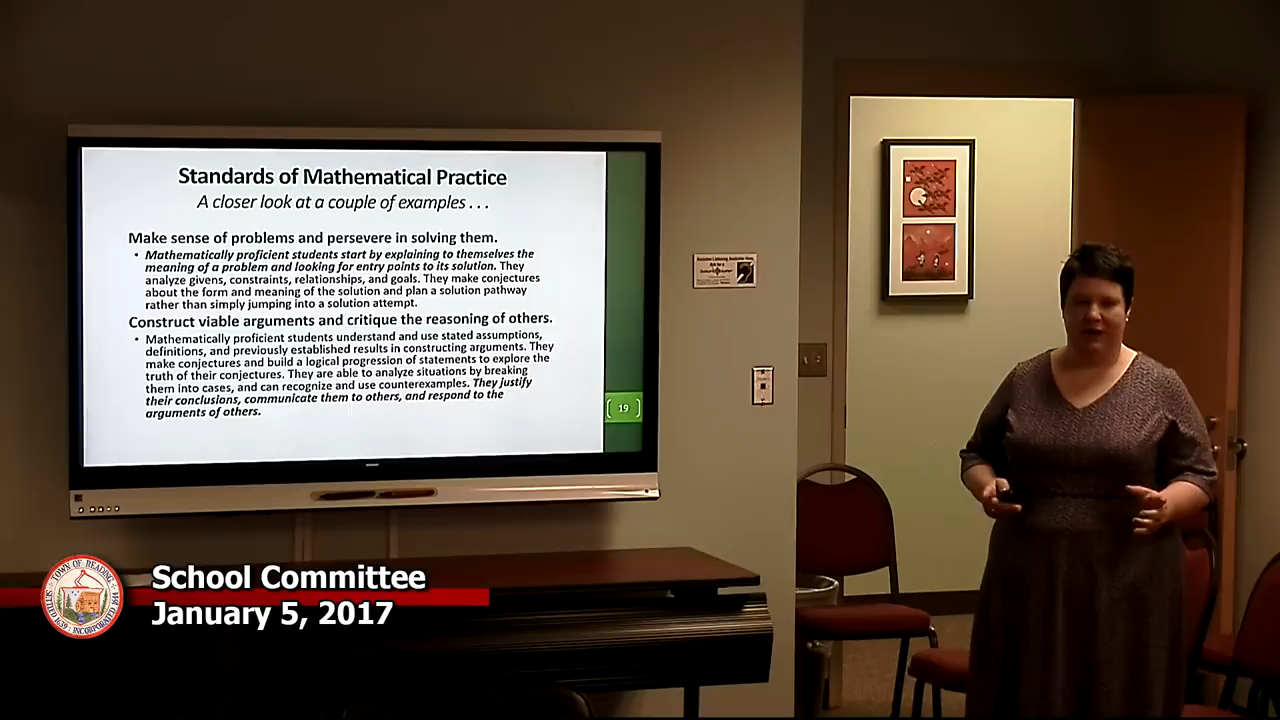 Standards of Mathematical Practice
A closer look at a couple of examples . . .
Make sense of problems and persevere in solving them.
• Mathematically proficient students start by explaining to themselves the
meaning of a problem and looking for entry points to its solution. They
analyze givens, constraints, relationships, and goals. They make conjectures
about the form and meaning of the solution and plan a solution pathway
rather than simply jumping into a solution attempt.
Construct viable arguments and critique the reasoning of others.
• Mathematically proficient students understand and use stated assumptions,
definitions, and previously established results in constructing arguments. They
make conjectures and build a logical progression of statements to explore the
truth of their conjectures. They are able to analyze situations by breaking
them into cases, and can recognize and use counterexamples. They justify
their conclusions, communicate them to others, and respond to the
arguments of others.
19
Assistive Listening Available Here
TOWN OF READING
School Committee
January 5, 2017